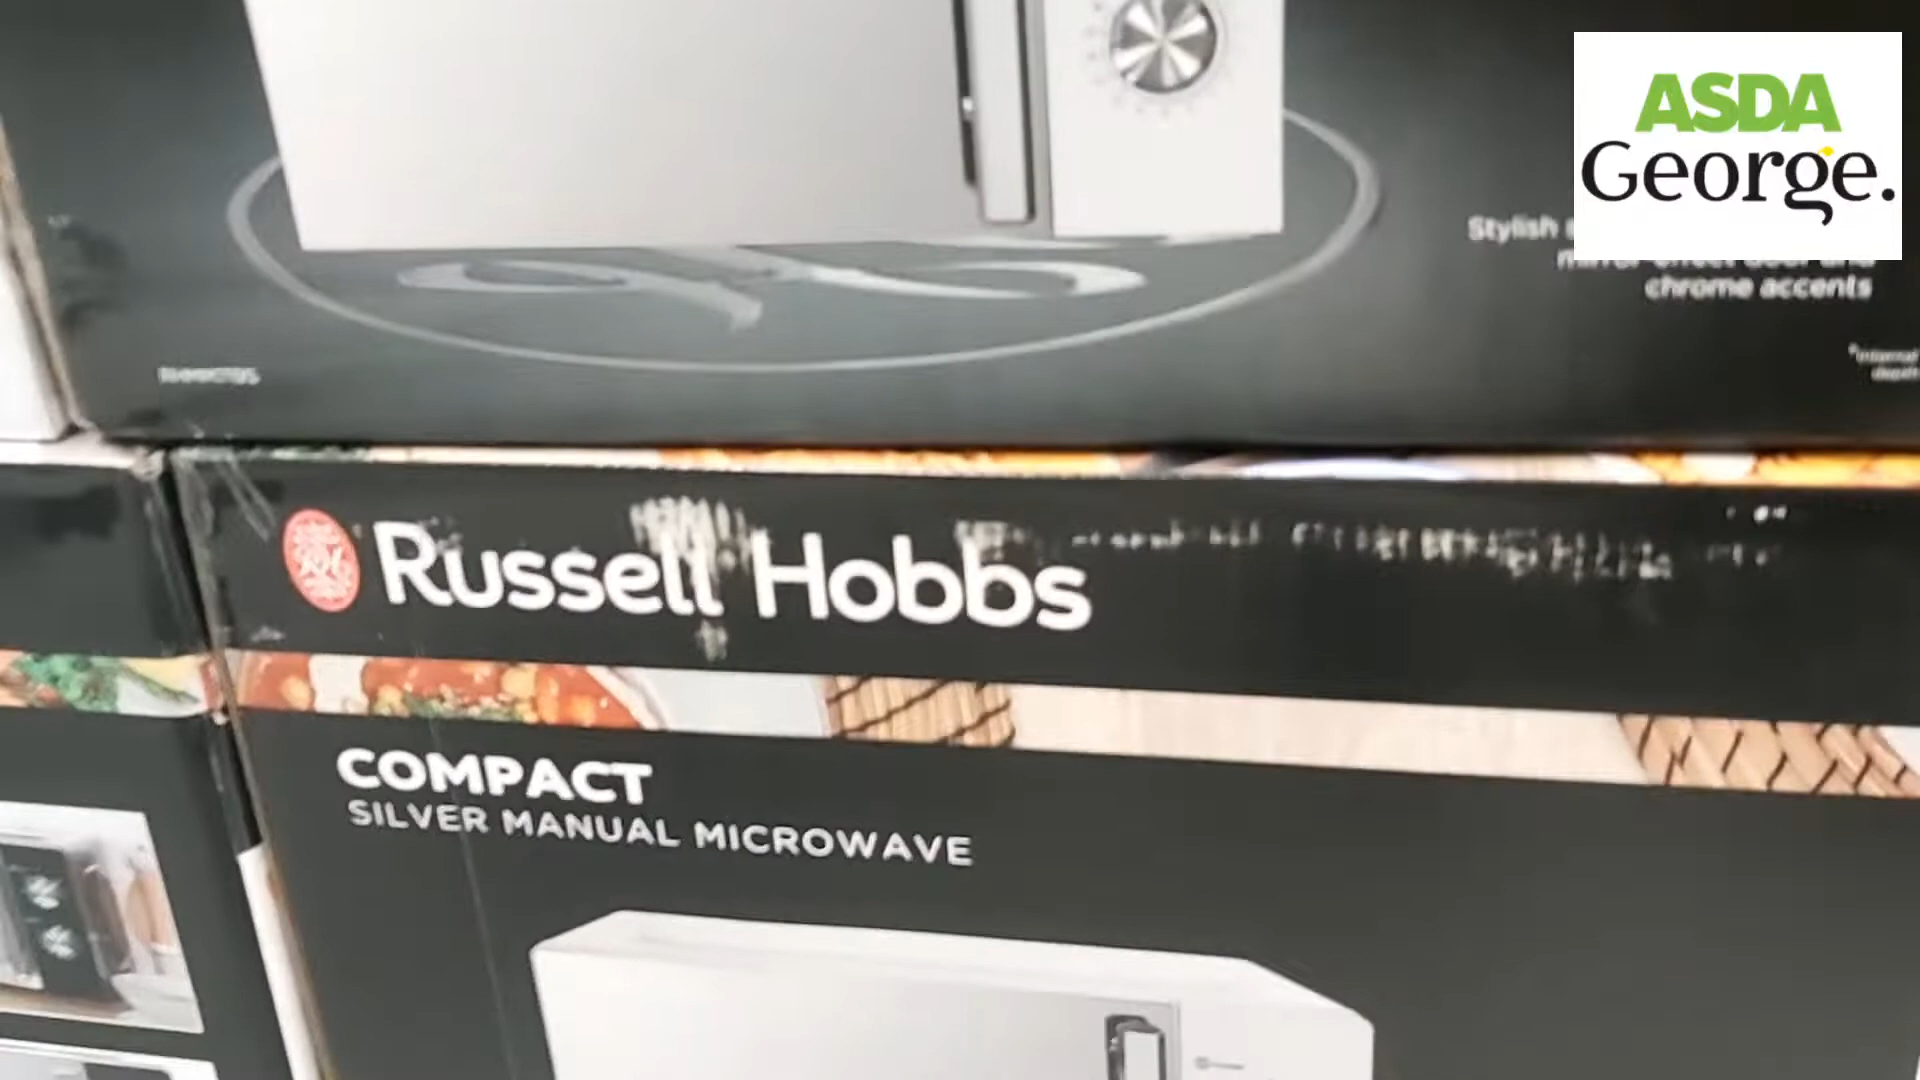 ASDA
George.
Stylish
chrome accents
Russell Hobbs
COMPACT
SILVER MANUAL MICROWAVE